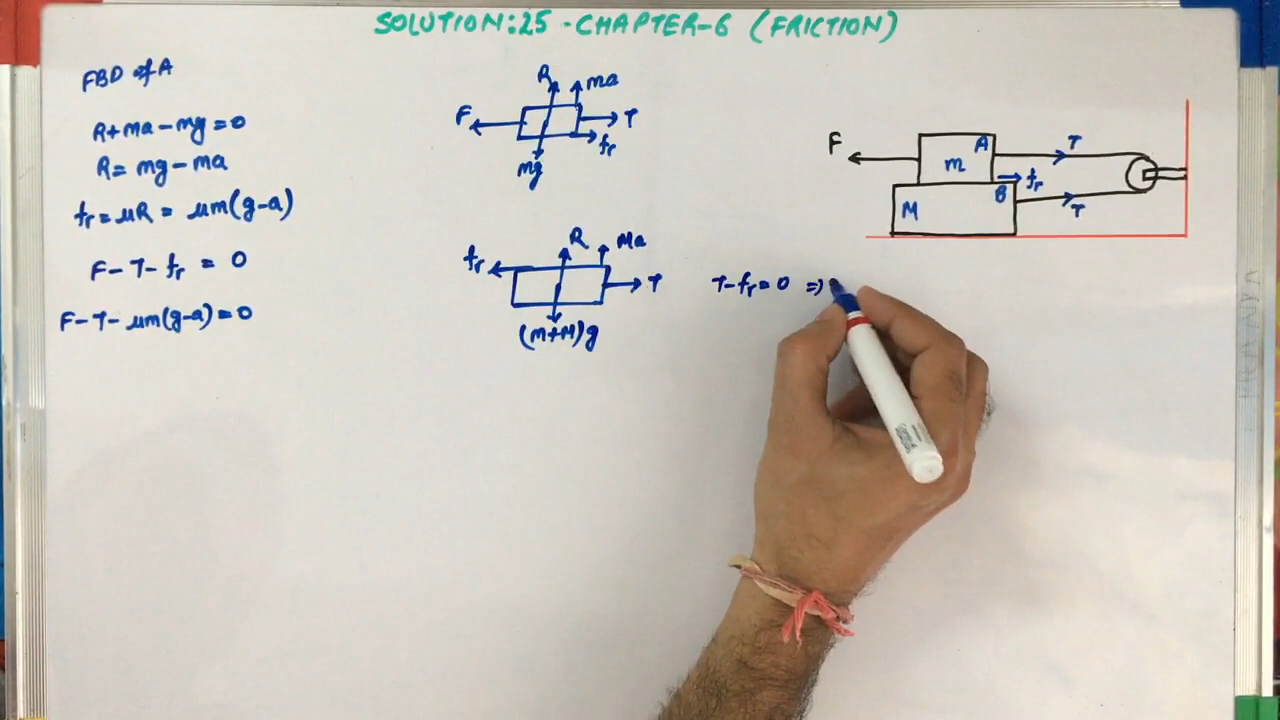 SOLUTION:25 - CHAPTER-6 (FRICTION)
FBD of A
R+ma-mg=0
R= mg-ma
fr=μR= μm(g-a)
F-T-fr = 0
F-T-μm(g-a)=0
R
ma
F
T
fr
mg
R
Ma
fr
T
(m+M)g
T-fr=0 =>
F
A
m
T
fr
B
M
T